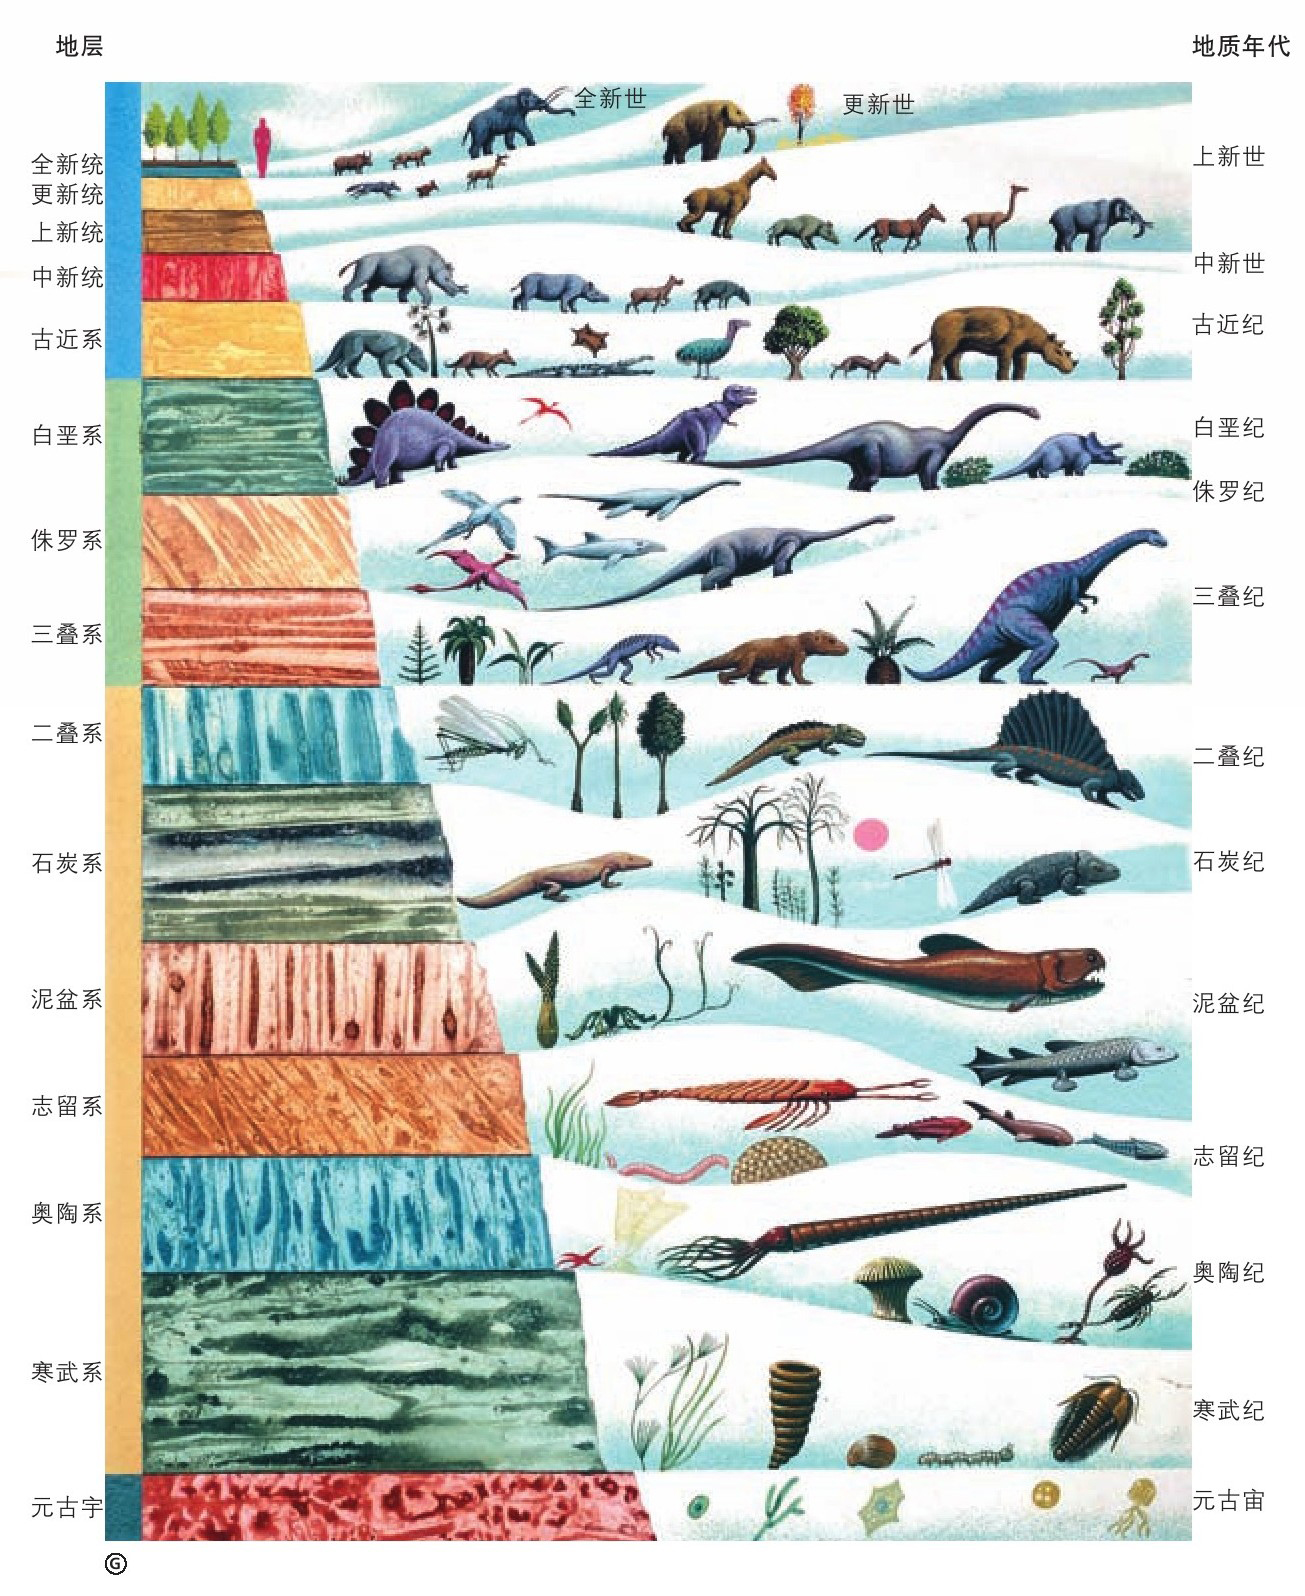 地层
地质年代
全新世
更新世
全新统
上新世
更新统
上新统
中新统
中新世
古近系
古近纪
白垩系
白垩纪
侏罗系
侏罗纪
三叠系
三叠纪
二叠系
二叠纪
石炭系
石炭纪
泥盆系
泥盆纪
志留系
志留纪
奥陶系
奥陶纪
寒武系
寒武纪
元古宇
元古宙
G